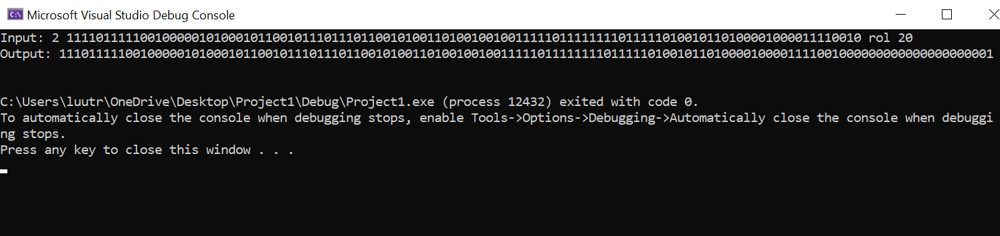 Microsoft Visual Studio Debug Console
Input: 2 111101111100100000101000101100101110111011001010011010010010011111011111111011111010010110100001000011110010 rol 20
Output: 1110111110010000010100010110010111011101100101001101001001001111101111111101111101001011010000100001111001000000000000000000001
C:\Users\luutr\OneDrive\Desktop\Project1\Debug\Project1.exe (process 12432) exited with code 0.
To automatically close the console when debugging stops, enable Tools->Options->Debugging->Automatically close the console when debuggi
ng stops.
Press any key to close this window . . .